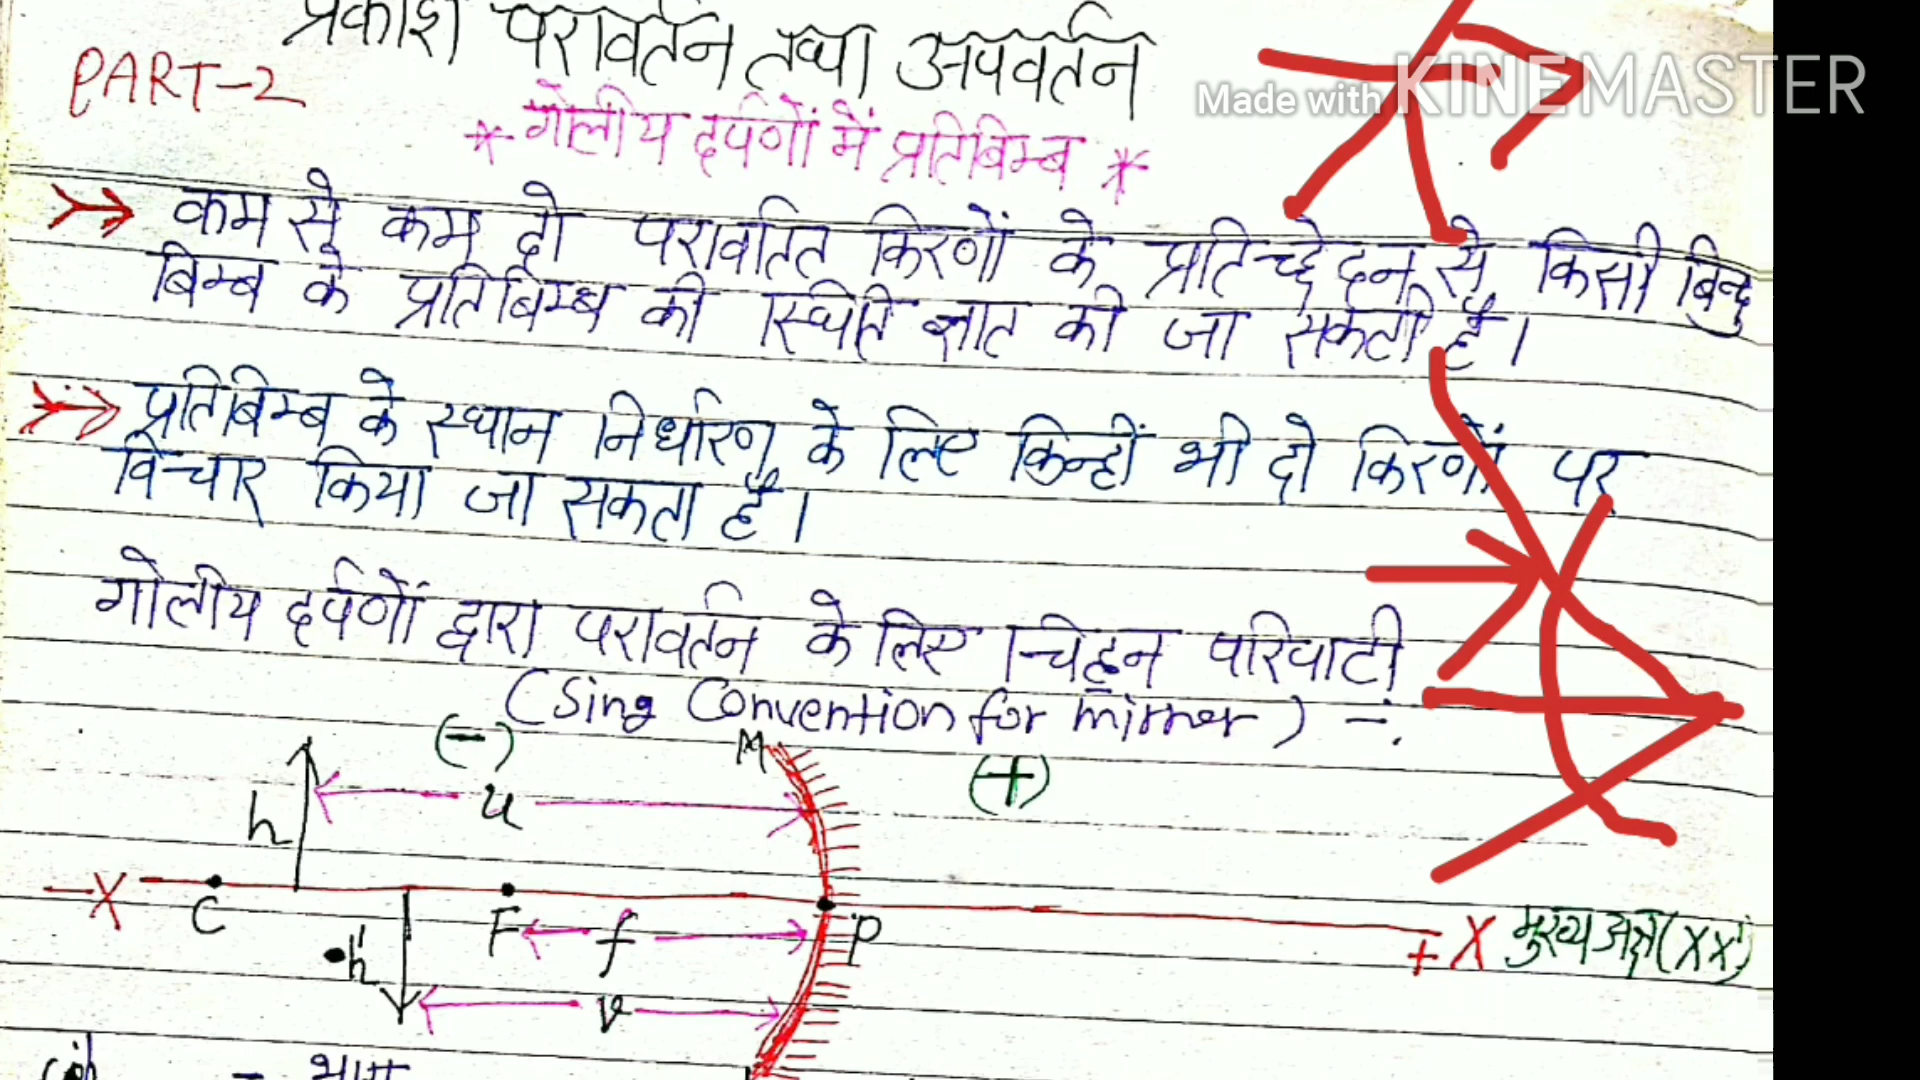 प्रकाश परावर्तन तथा अपवर्तन
PART-2
Made with KINEMASTER
* गोलीय दर्पणों में प्रतिबिम्ब *
कम से कम दो परावर्तित किरणों के प्रतिच्छेदन से किसी बिन्दु
बिम्ब के प्रतिबिम्ब की स्थिति ज्ञात की जा सकती है।
प्रतिबिम्ब के स्थान निर्धारण के लिए किन्हीं भी दो किरणों पर
विचार किया जा सकता है।
गोलीय दर्पणों द्वारा परावर्तन के लिए चिह्न परिपाटी
(Sing Convention for mirror) -:
(-) M (+)
h u
-X C F f P +X मुख्य अक्ष (XX')
h' v